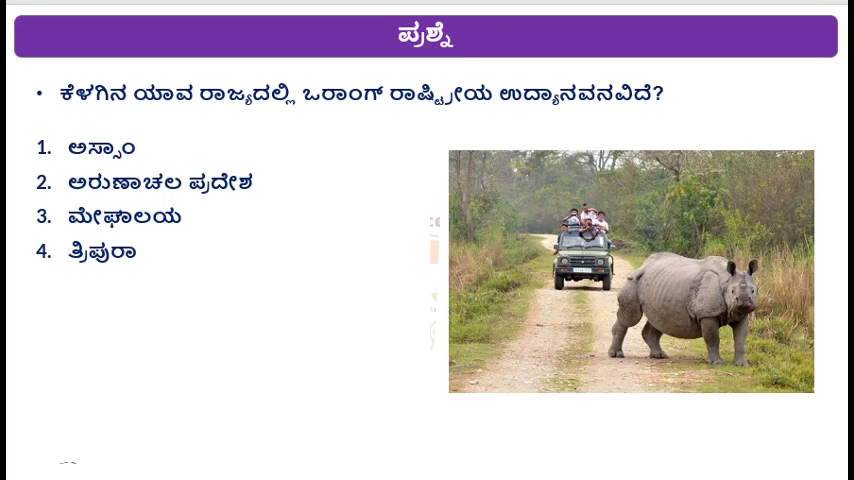 ಪ್ರಶ್ನೆ
• ಕೆಳಗಿನ ಯಾವ ರಾಜ್ಯದಲ್ಲಿ ಒರಾಂಗ್ ರಾಷ್ಟ್ರೀಯ ಉದ್ಯಾನವನವಿದೆ?
1. ಅಸ್ಸಾಂ
2. ಅರುಣಾಚಲ ಪ್ರದೇಶ
3. ಮೇಘಾಲಯ
4. ತ್ರಿಪುರಾ